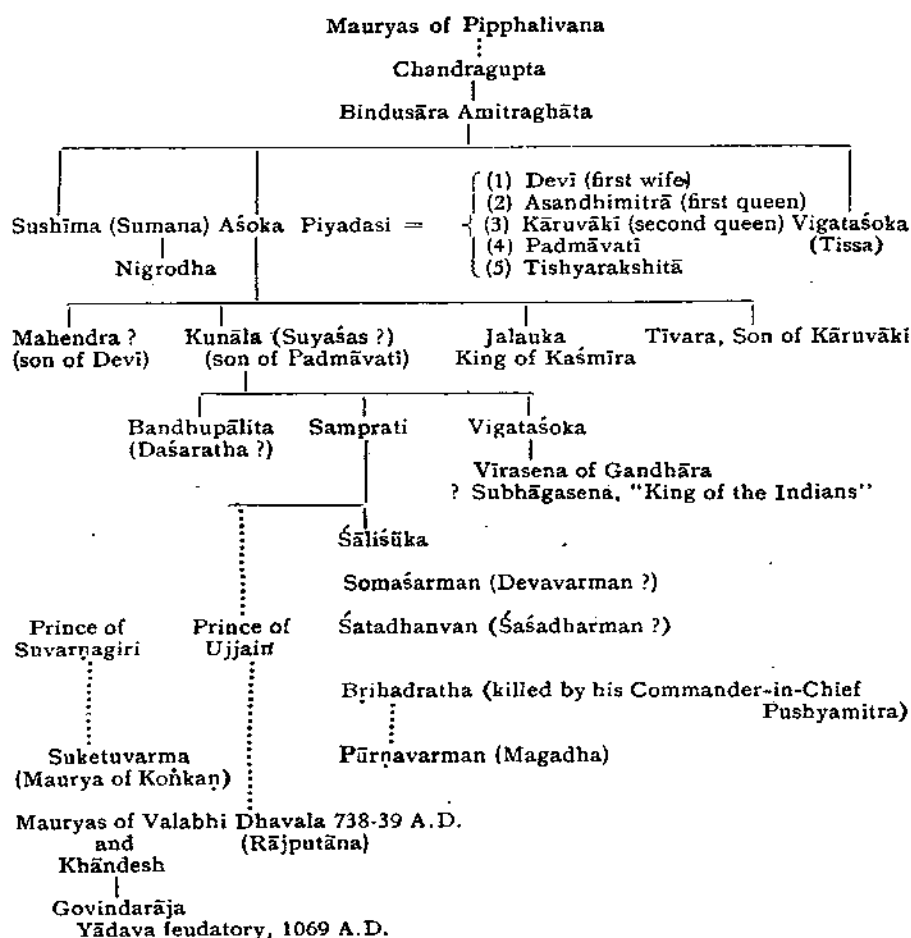 Mauryas of Pipphalivana
Chandragupta
Bindusāra Amitraghāta
(1) Devī (first wife)
(2) Asandhimitrā (first queen)
Sushīma (Sumana) Aśoka Piyadasi = (3) Kāruvākī (second queen) Vigataśoka
(4) Padmāvatī (Tissa)
Nigrodha (5) Tishyarakshitā
Mahendra ? Kunāla (Suyaśas ?) Jalauka Tīvara, Son of Kāruvākī
(son of Devī) (son of Padmāvatī) King of Kaśmīra
Bandhupālita Samprati Vigataśoka
(Daśaratha ?)
Vīrasena of Gandhāra
? Subhāgasena, "King of the Indians"
Śāliśūka
Somaśarman (Devavarman ?)
Prince of Prince of Śatadhanvan (Śaśadharman ?)
Suvarṇagiri Ujjain
Bṛihadratha (killed by his Commander-in-Chief
Pushyamitra)
Suketuvarma Pūrṇavarman (Magadha)
(Maurya of Koṅkaṇ)
Mauryas of Valabhi Dhavala 738-39 A.D.
and (Rājputāna)
Khāndesh
Govindarāja
Yādava feudatory, 1069 A.D.